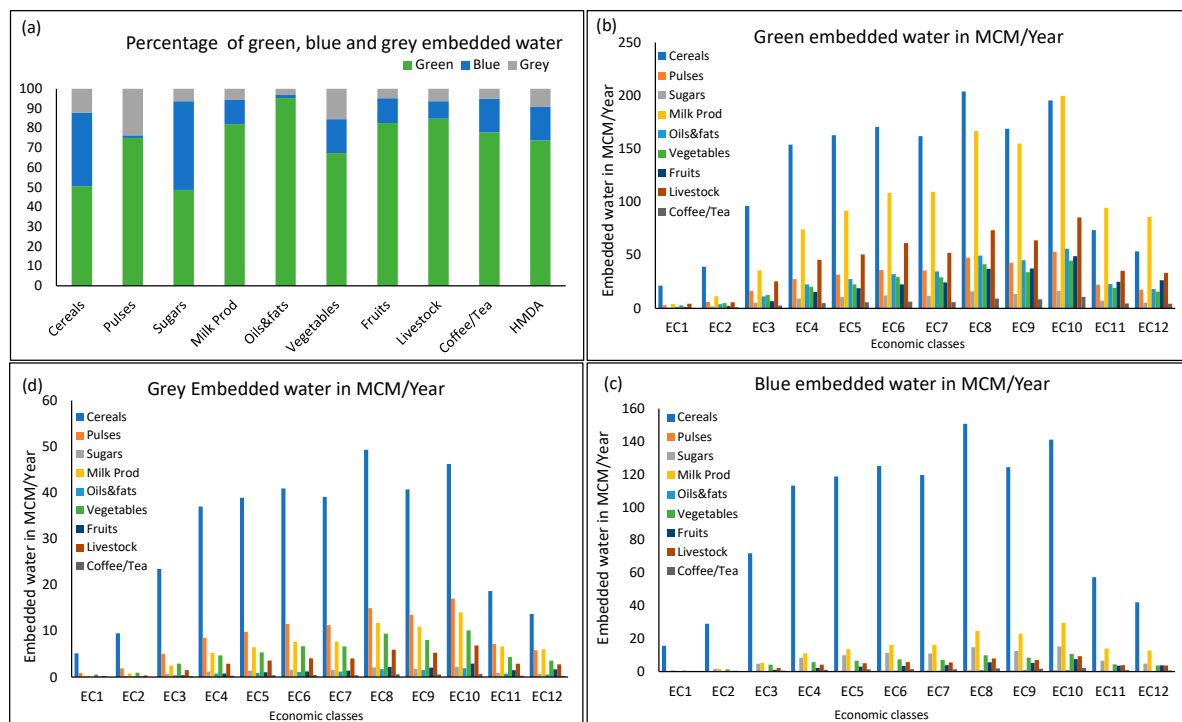 (a)
Percentage of green, blue and grey embedded water
Green Blue Grey
100
90
80
70
60
50
40
30
20
10
0
Cereals
Pulses
Sugars
Milk Prod
Oils&fats
Vegetables
Fruits
Livestock
Coffee/Tea
HMDA
(b)
Green embedded water in MCM/Year
Embedded water in MCM/Year
250
200
150
100
50
0
Cereals
Pulses
Sugars
Milk Prod
Oils&fats
Vegetables
Fruits
Livestock
Coffee/Tea
EC1 EC2 EC3 EC4 EC5 EC6 EC7 EC8 EC9 EC10 EC11 EC12
Economic classes
(d)
Grey Embedded water in MCM/Year
Embedded water in MCM/Year
60
50
40
30
20
10
0
Cereals
Pulses
Sugars
Milk Prod
Oils&fats
Vegetables
Fruits
Livestock
Coffee/Tea
EC1 EC2 EC3 EC4 EC5 EC6 EC7 EC8 EC9 EC10 EC11 EC12
Economic classes
(c)
Blue embedded water in MCM/Year
Embedded water in MCM/Year
160
140
120
100
80
60
40
20
0
Cereals
Pulses
Sugars
Milk Prod
Oils&fats
Vegetables
Fruits
Livestock
Coffee/Tea
EC1 EC2 EC3 EC4 EC5 EC6 EC7 EC8 EC9 EC10 EC11 EC12
Economic classes